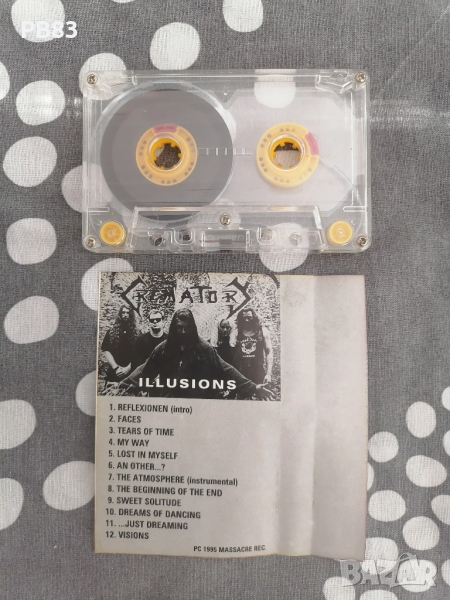 PB83
CREMATORY
ILLUSIONS
1. REFLEXIONEN (intro)
2. FACES
3. TEARS OF TIME
4. MY WAY
5. LOST IN MYSELF
6. AN OTHER...?
7. THE ATMOSPHERE (instrumental)
8. THE BEGINNING OF THE END
9. SWEET SOLITUDE
10. DREAMS OF DANCING
11. ...JUST DREAMING
12. VISIONS
PC 1995 MASSACRE REC.
BAZAR